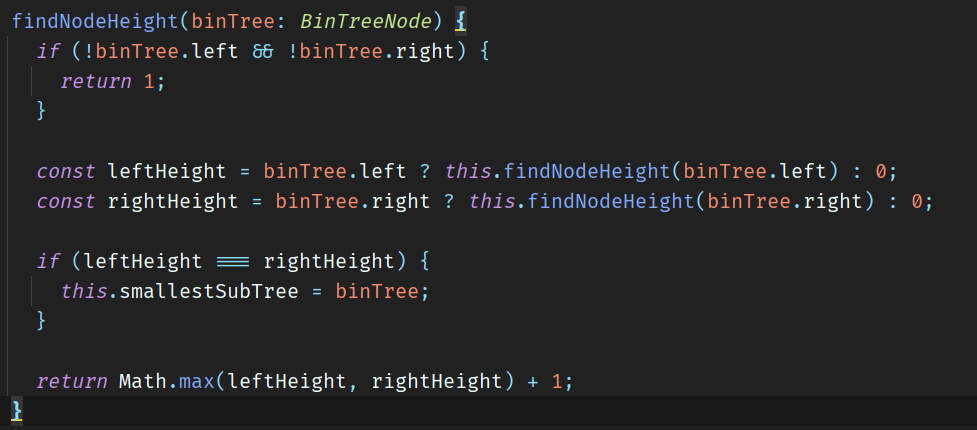 findNodeHeight(binTree: BinTreeNode) {
  if (!binTree.left && !binTree.right) {
    return 1;
  }
  const leftHeight = binTree.left ? this.findNodeHeight(binTree.left) : 0;
  const rightHeight = binTree.right ? this.findNodeHeight(binTree.right) : 0;
  if (leftHeight === rightHeight) {
    this.smallestSubTree = binTree;
  }
  return Math.max(leftHeight, rightHeight) + 1;
}